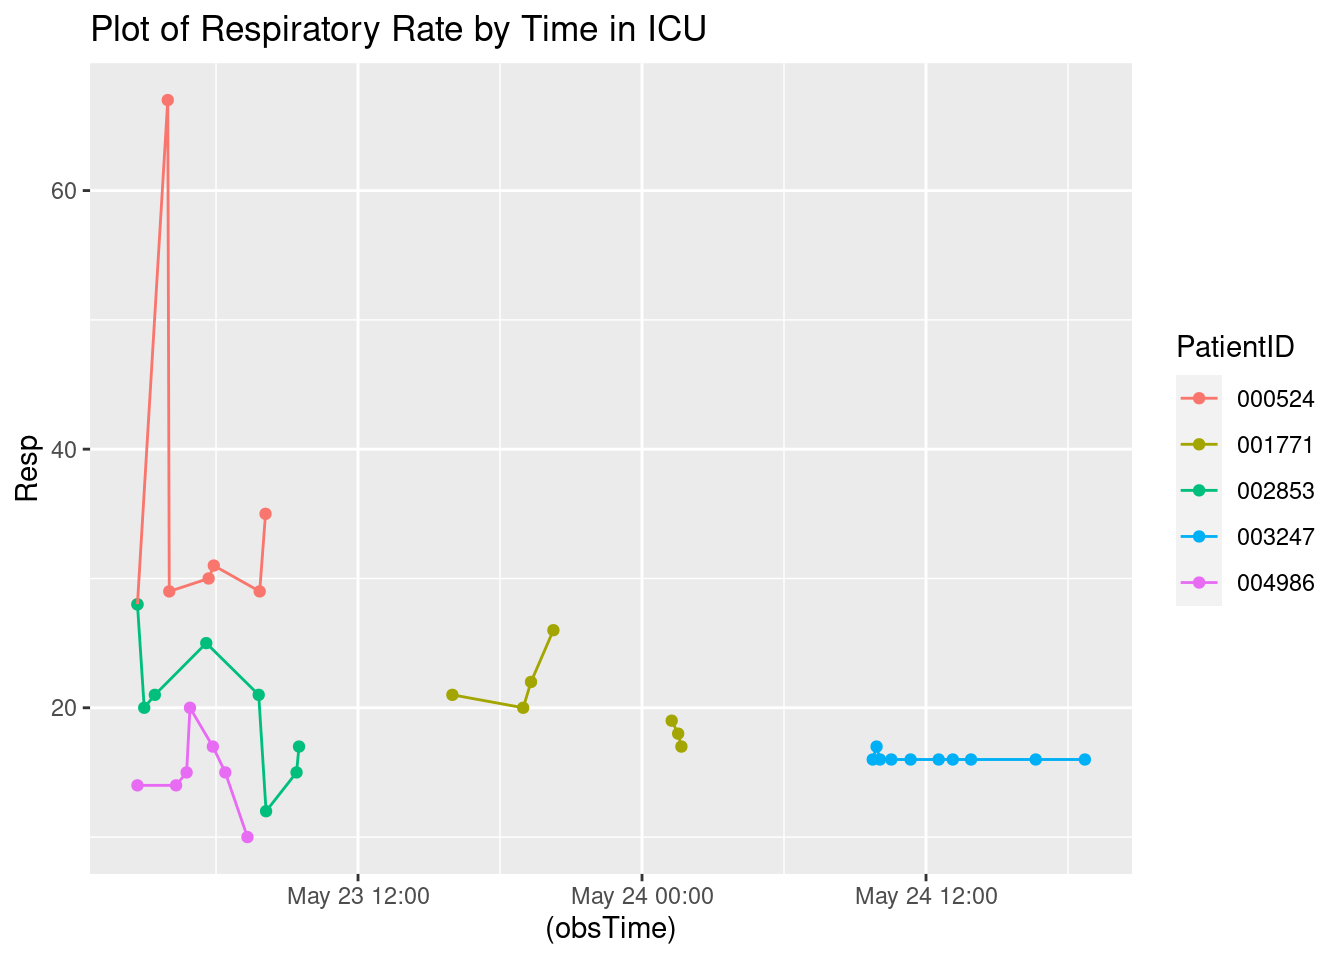 Plot of Respiratory Rate by Time in ICU
60
40
20
Resp
May 23 12:00
May 24 00:00
May 24 12:00
(obsTime)
PatientID
000524
001771
002853
003247
004986